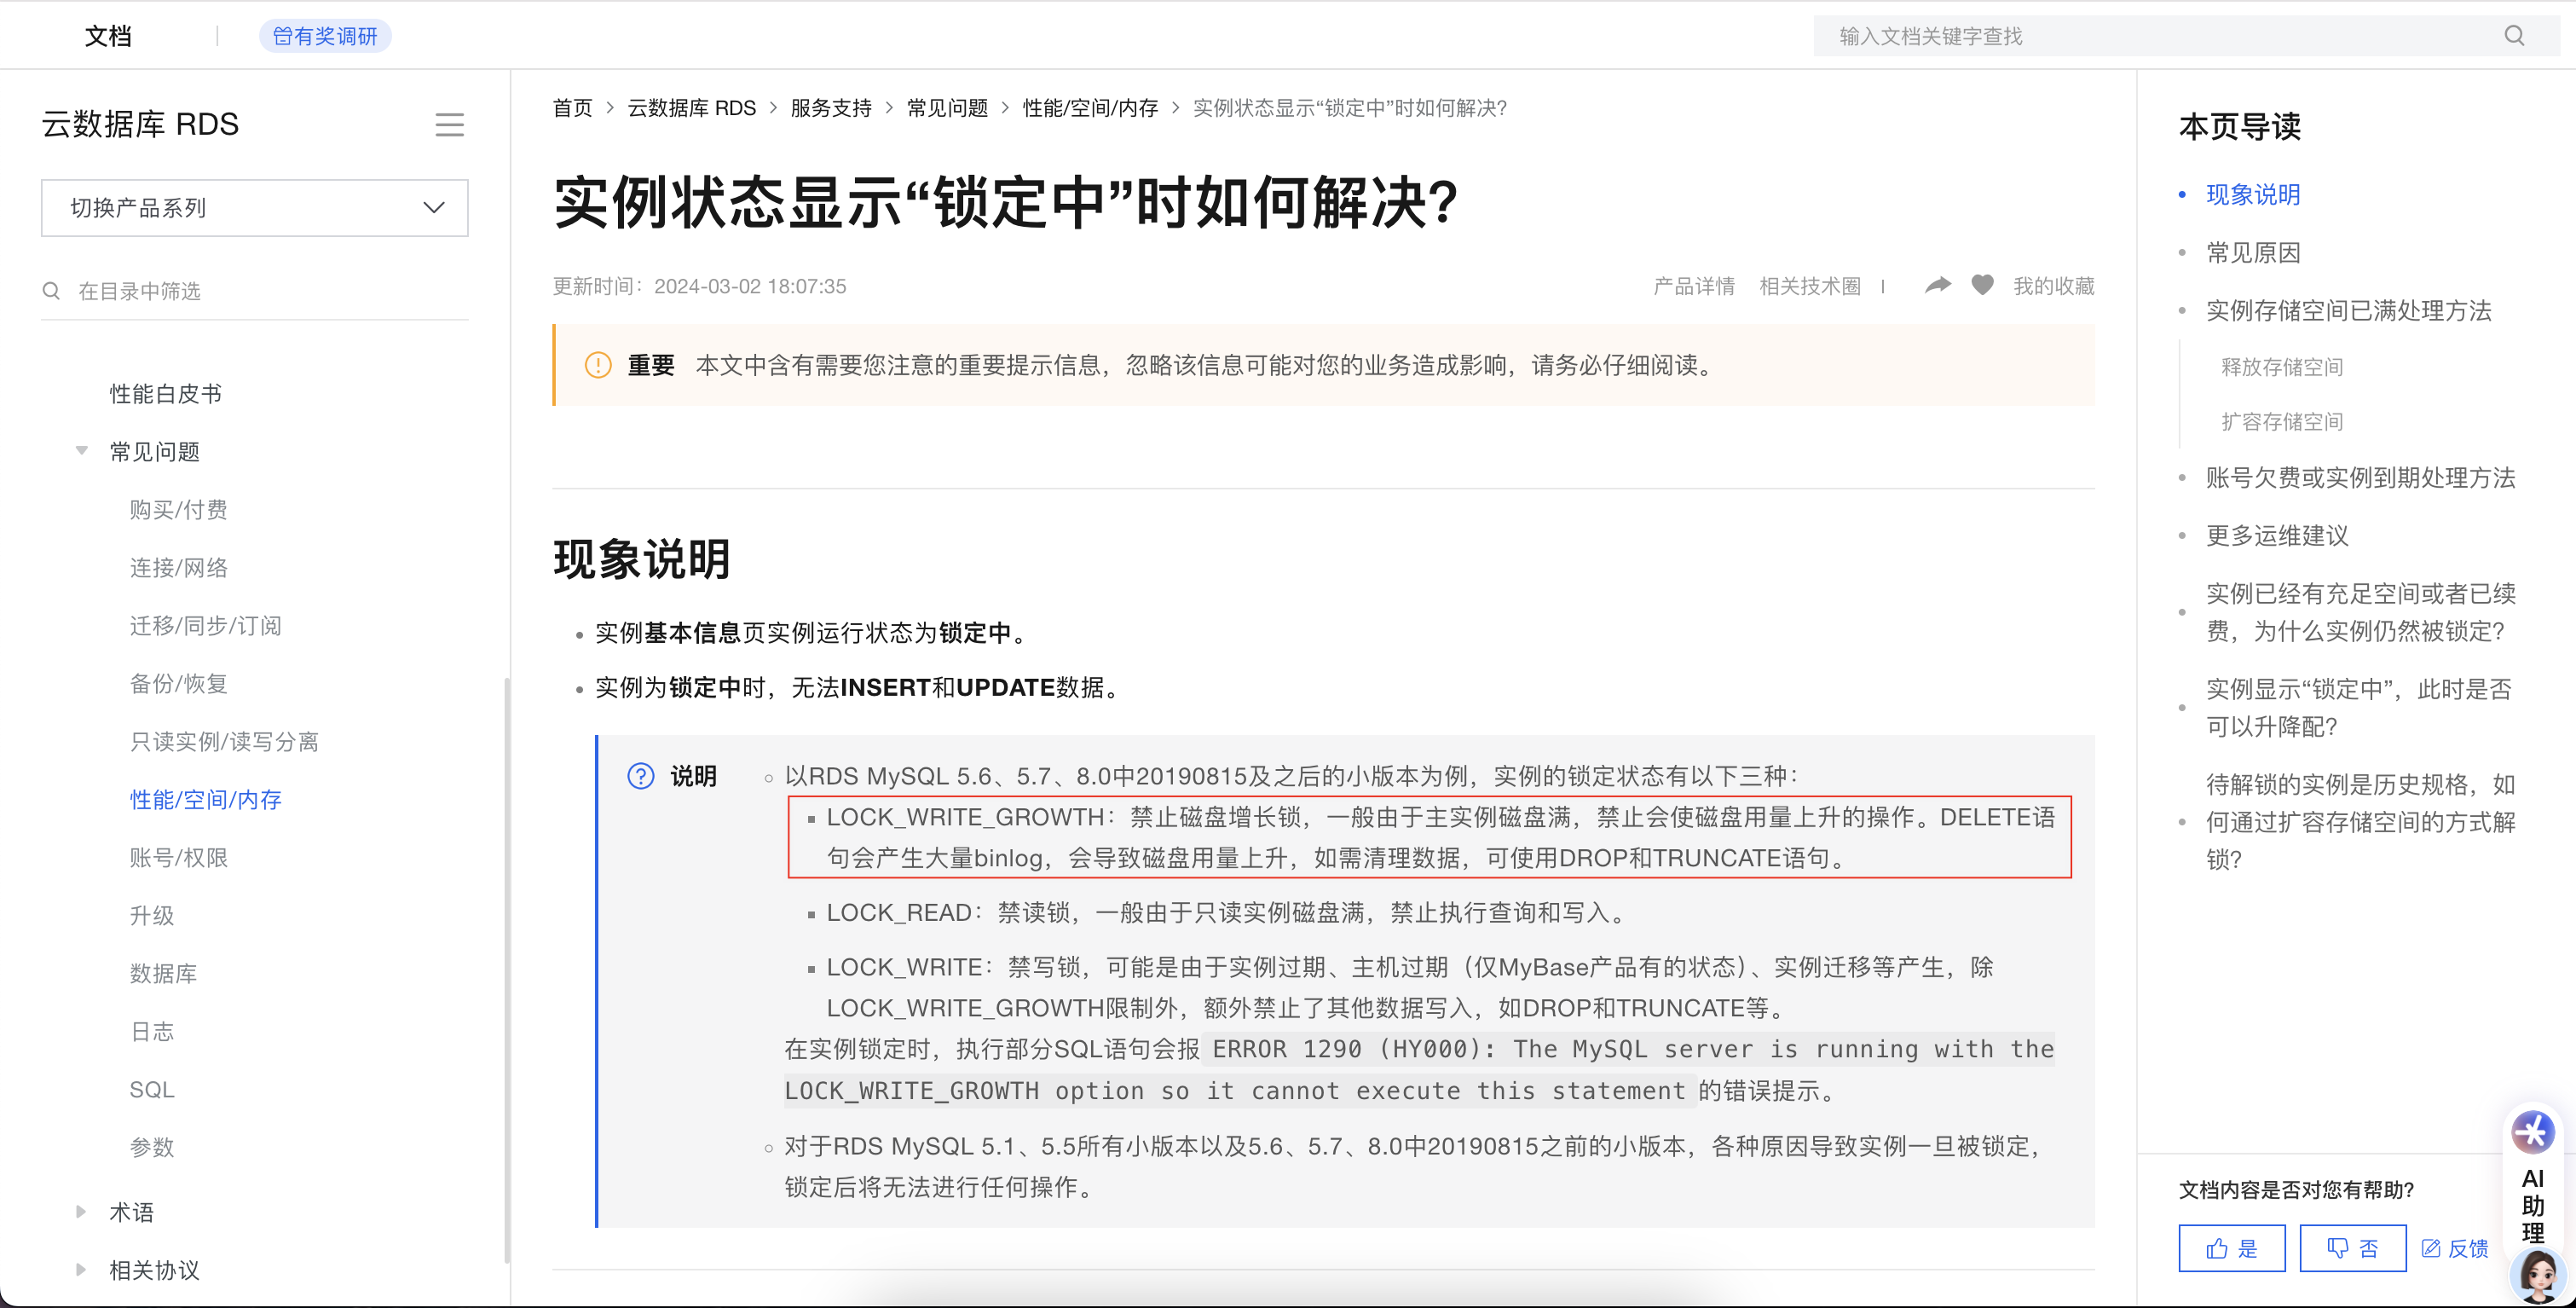 文档
有奖调研
输入文档关键字查找
云数据库 RDS
切换产品系列
在目录中筛选
性能白皮书
常见问题
购买/付费
连接/网络
迁移/同步/订阅
备份/恢复
只读实例/读写分离
性能/空间/内存
账号/权限
升级
数据库
日志
SQL
参数
术语
相关协议
首页 > 云数据库 RDS > 服务支持 > 常见问题 > 性能/空间/内存 > 实例状态显示“锁定中”时如何解决?
实例状态显示“锁定中”时如何解决?
更新时间：2024-03-02 18:07:35
产品详情 相关技术圈 | 我的收藏
重要 本文中含有需要您注意的重要提示信息，忽略该信息可能对您的业务造成影响，请务必仔细阅读。
现象说明
• 实例基本信息页实例运行状态为锁定中。
• 实例为锁定中时，无法INSERT和UPDATE数据。
说明
以RDS MySQL 5.6、5.7、8.0中20190815及之后的小版本为例，实例的锁定状态有以下三种：
LOCK_WRITE_GROWTH：禁止磁盘增长锁，一般由于主实例磁盘满，禁止会使磁盘用量上升的操作。DELETE语
句会产生大量binlog，会导致磁盘用量上升，如需清理数据，可使用DROP和TRUNCATE语句。
LOCK_READ：禁读锁，一般由于只读实例磁盘满，禁止执行查询和写入。
LOCK_WRITE：禁写锁，可能是由于实例过期、主机过期（仅MyBase产品有的状态）、实例迁移等产生，除
LOCK_WRITE_GROWTH限制外，额外禁止了其他数据写入，如DROP和TRUNCATE等。
在实例锁定时，执行部分SQL语句会报 ERROR 1290 (HY000): The MySQL server is running with the
LOCK_WRITE_GROWTH option so it cannot execute this statement 的错误提示。
对于RDS MySQL 5.1、5.5所有小版本以及5.6、5.7、8.0中20190815之前的小版本，各种原因导致实例一旦被锁定，
锁定后将无法进行任何操作。
本页导读
• 现象说明
• 常见原因
• 实例存储空间已满处理方法
释放存储空间
扩容存储空间
• 账号欠费或实例到期处理方法
• 更多运维建议
• 实例已经有充足空间或者已续
费，为什么实例仍然被锁定?
• 实例显示“锁定中”，此时是否
可以升降配?
• 待解锁的实例是历史规格，如
何通过扩容存储空间的方式解
锁?
文档内容是否对您有帮助?
是
否
反馈
AI
助
理